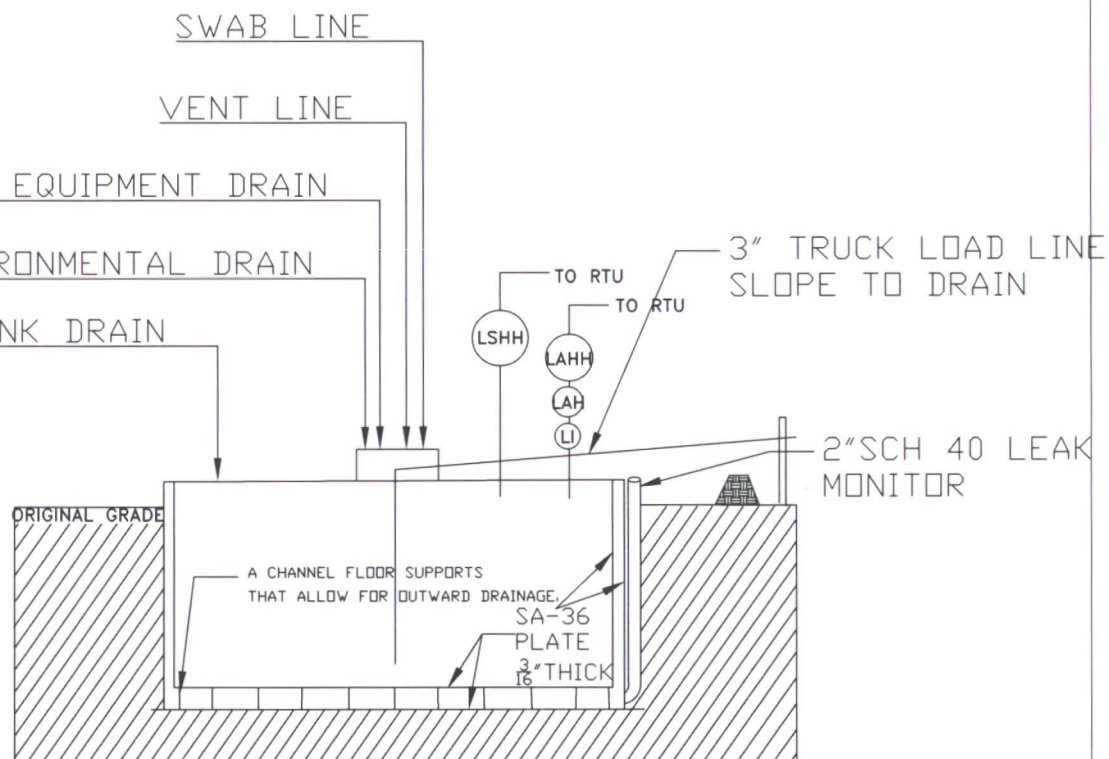 SWAB LINE
VENT LINE
EQUIPMENT DRAIN
RONMENTAL DRAIN
NK DRAIN
TO RTU
TO RTU
LSHH
LAHH
LAH
LI
3" TRUCK LOAD LINE
SLOPE TO DRAIN
2"SCH 40 LEAK
MONITOR
ORIGINAL GRADE
A CHANNEL FLOOR SUPPORTS
THAT ALLOW FOR OUTWARD DRAINAGE.
SA-36
PLATE
3/16" THICK